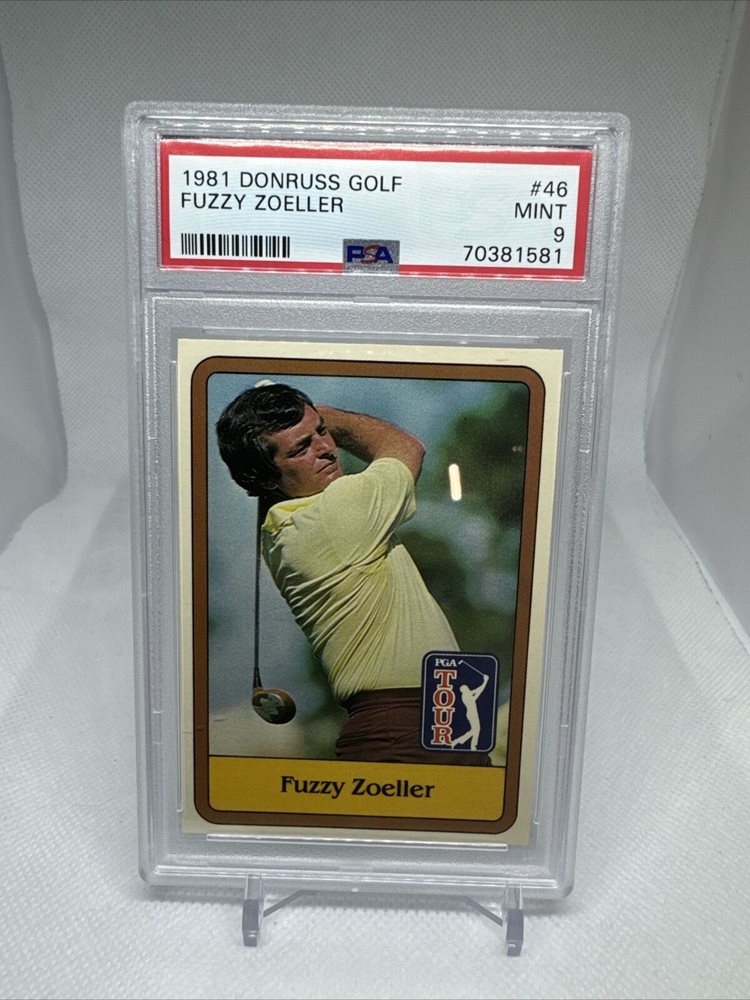 1981 DONRUSS GOLF #46
FUZZY ZOELLER MINT
9
PSA 70381581
PGA
TOUR
Fuzzy Zoeller